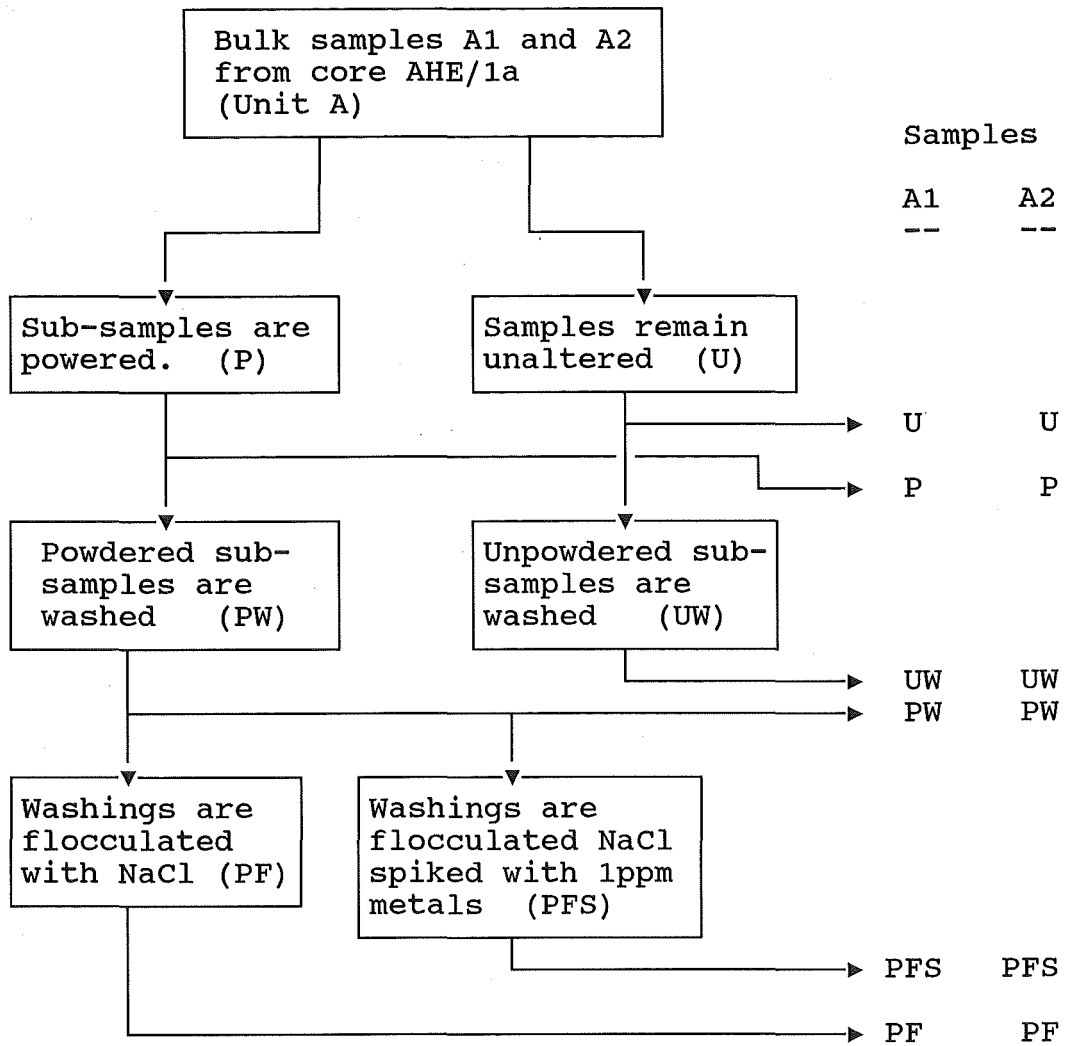 Bulk samples A1 and A2
from core AHE/1a
(Unit A)
Samples
A1 A2
-- --
Sub-samples are
powered. (P)
Samples remain
unaltered (U)
U U
P P
Powdered sub-
samples are
washed (PW)
Unpowdered sub-
samples are
washed (UW)
UW UW
PW PW
Washings are
flocculated
with NaCl (PF)
Washings are
flocculated NaCl
spiked with 1ppm
metals (PFS)
PFS PFS
PF PF